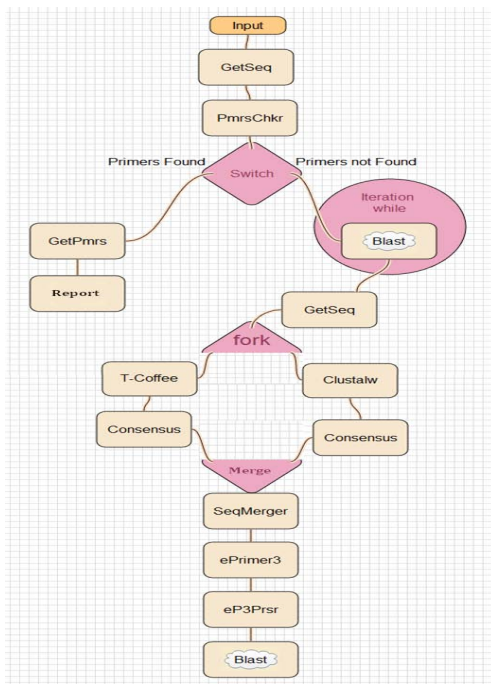 Input
GetSeq
PmrsChkr
Primers Found
Switch
Primers not Found
Iteration
while
Blast
GetPmrs
Report
GetSeq
fork
T-Coffee
Clustalw
Consensus
Consensus
Merge
SeqMerger
ePrimer3
eP3Prsr
Blast